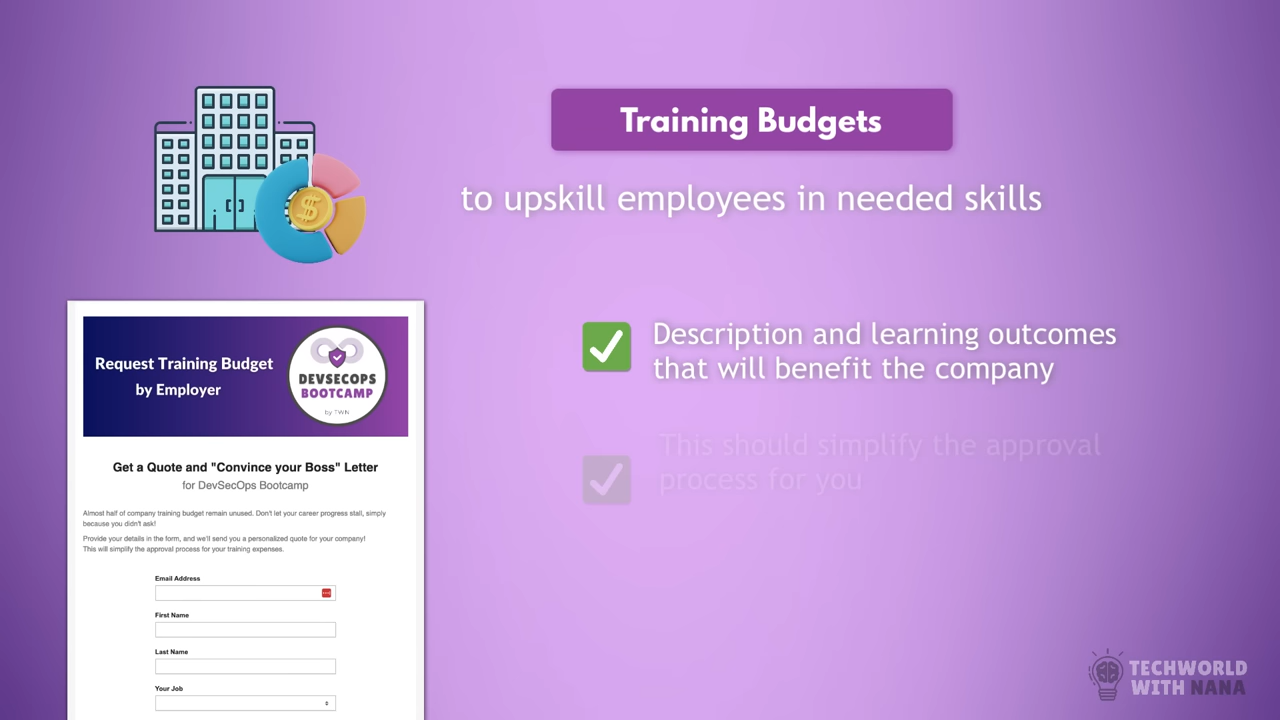 Training Budgets
to upskill employees in needed skills
Description and learning outcomes
that will benefit the company
This should simplify the approval
process for you
Request Training Budget
by Employer
DEVSECOPS
BOOTCAMP
by TWN
Get a Quote and "Convince your Boss" Letter
for DevSecOps Bootcamp
Almost half of company training budget remain unused. Don't let your career progress stall, simply
because you didn't ask!
Provide your details in the form, and we'll send you a personalized quote for your company!
This will simplify the approval process for your training expenses.
Email Address
First Name
Last Name
Your Job
TECHWORLD
WITH NANA